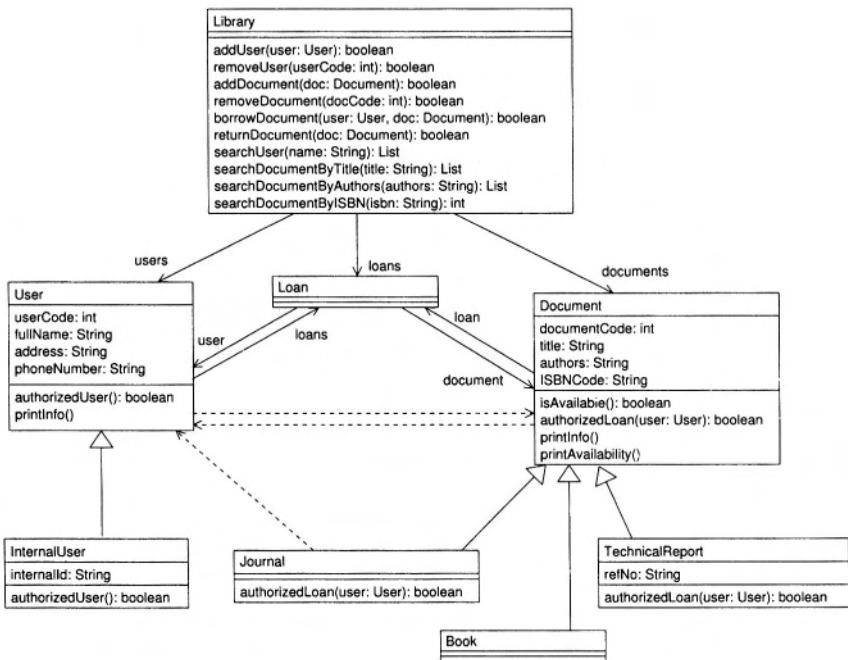 Library
addUser(user: User): boolean
removeUser(userCode: int): boolean
addDocument(doc: Document): boolean
removeDocument(docCode: int): boolean
borrowDocument(user: User, doc: Document): boolean
returnDocument(doc: Document): boolean
searchUser(name: String): List
searchDocumentByTitle(title: String): List
searchDocumentByAuthors(authors: String): List
searchDocumentByISBN(isbn: String): int
users
loans
documents
User
userCode: int
fullName: String
address: String
phoneNumber: String
authorizedUser(): boolean
printInfo()
Loan
user
loans
loan
document
Document
documentCode: int
title: String
authors: String
ISBNCode: String
isAvailabie(): boolean
authorizedLoan(user: User): boolean
printInfo()
printAvailability()
InternalUser
internalId: String
authorizedUser(): boolean
Journal
authorizedLoan(user: User): boolean
TechnicalReport
refNo: String
authorizedLoan(user: User): boolean
Book